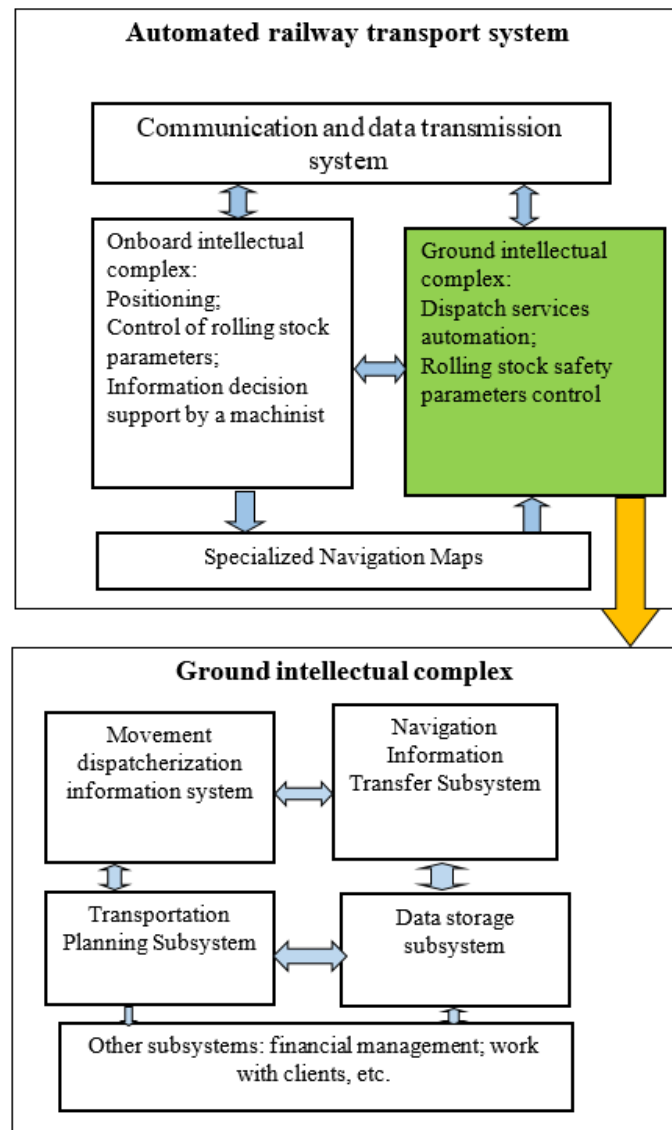 Automated railway transport system
Communication and data transmission
system
Onboard intellectual
complex:
Positioning;
Control of rolling stock
parameters;
Information decision
support by a machinist
Ground intellectual
complex:
Dispatch services
automation;
Rolling stock safety
parameters control
Specialized Navigation Maps
Ground intellectual complex
Movement
dispatcherization
information system
Navigation
Information
Transfer Subsystem
Transportation
Planning Subsystem
Data storage
subsystem
Other subsystems: financial management; work
with clients, etc.